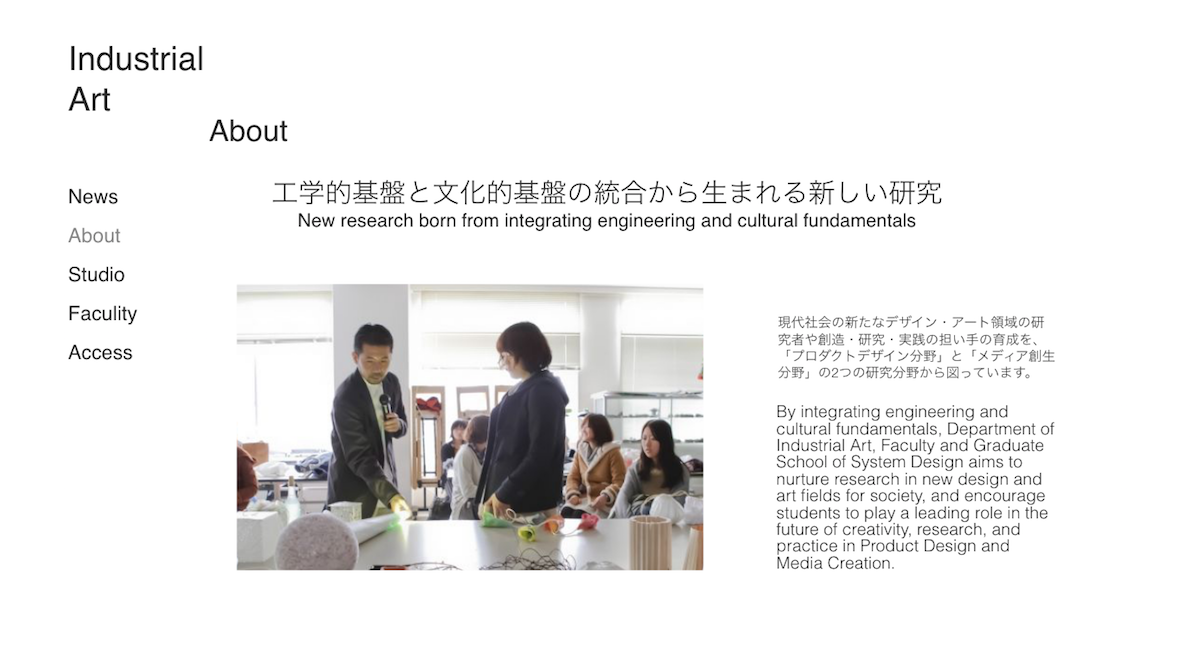 Industrial
Art
About
News
About
Studio
Faculity
Access
工学的基盤と文化的基盤の統合から生まれる新しい研究
New research born from integrating engineering and cultural fundamentals
現代社会の新たなデザイン・アート領域の研
究者や創造・研究・実践の担い手の育成を、
「プロダクトデザイン分野」と「メディア創生
分野」の2つの研究分野から図っています。
By integrating engineering and
cultural fundamentals, Department of
Industrial Art, Faculty and Graduate
School of System Design aims to
nurture research in new design and
art fields for society, and encourage
students to play a leading role in the
future of creativity, research, and
practice in Product Design and
Media Creation.